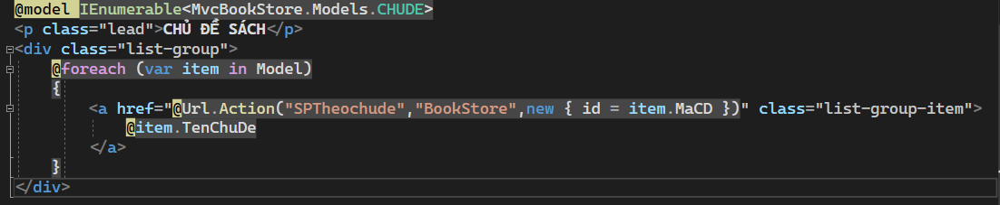 @model IEnumerable<MvcBookStore.Models.CHUDE>
<p class="lead">CHỦ ĐỀ SÁCH</p>
<div class="list-group">
    @foreach (var item in Model)
    {
        <a href="@Url.Action("SPTheochude","BookStore",new { id = item.MaCD })" class="list-group-item">
            @item.TenChuDe
        </a>
    }
</div>